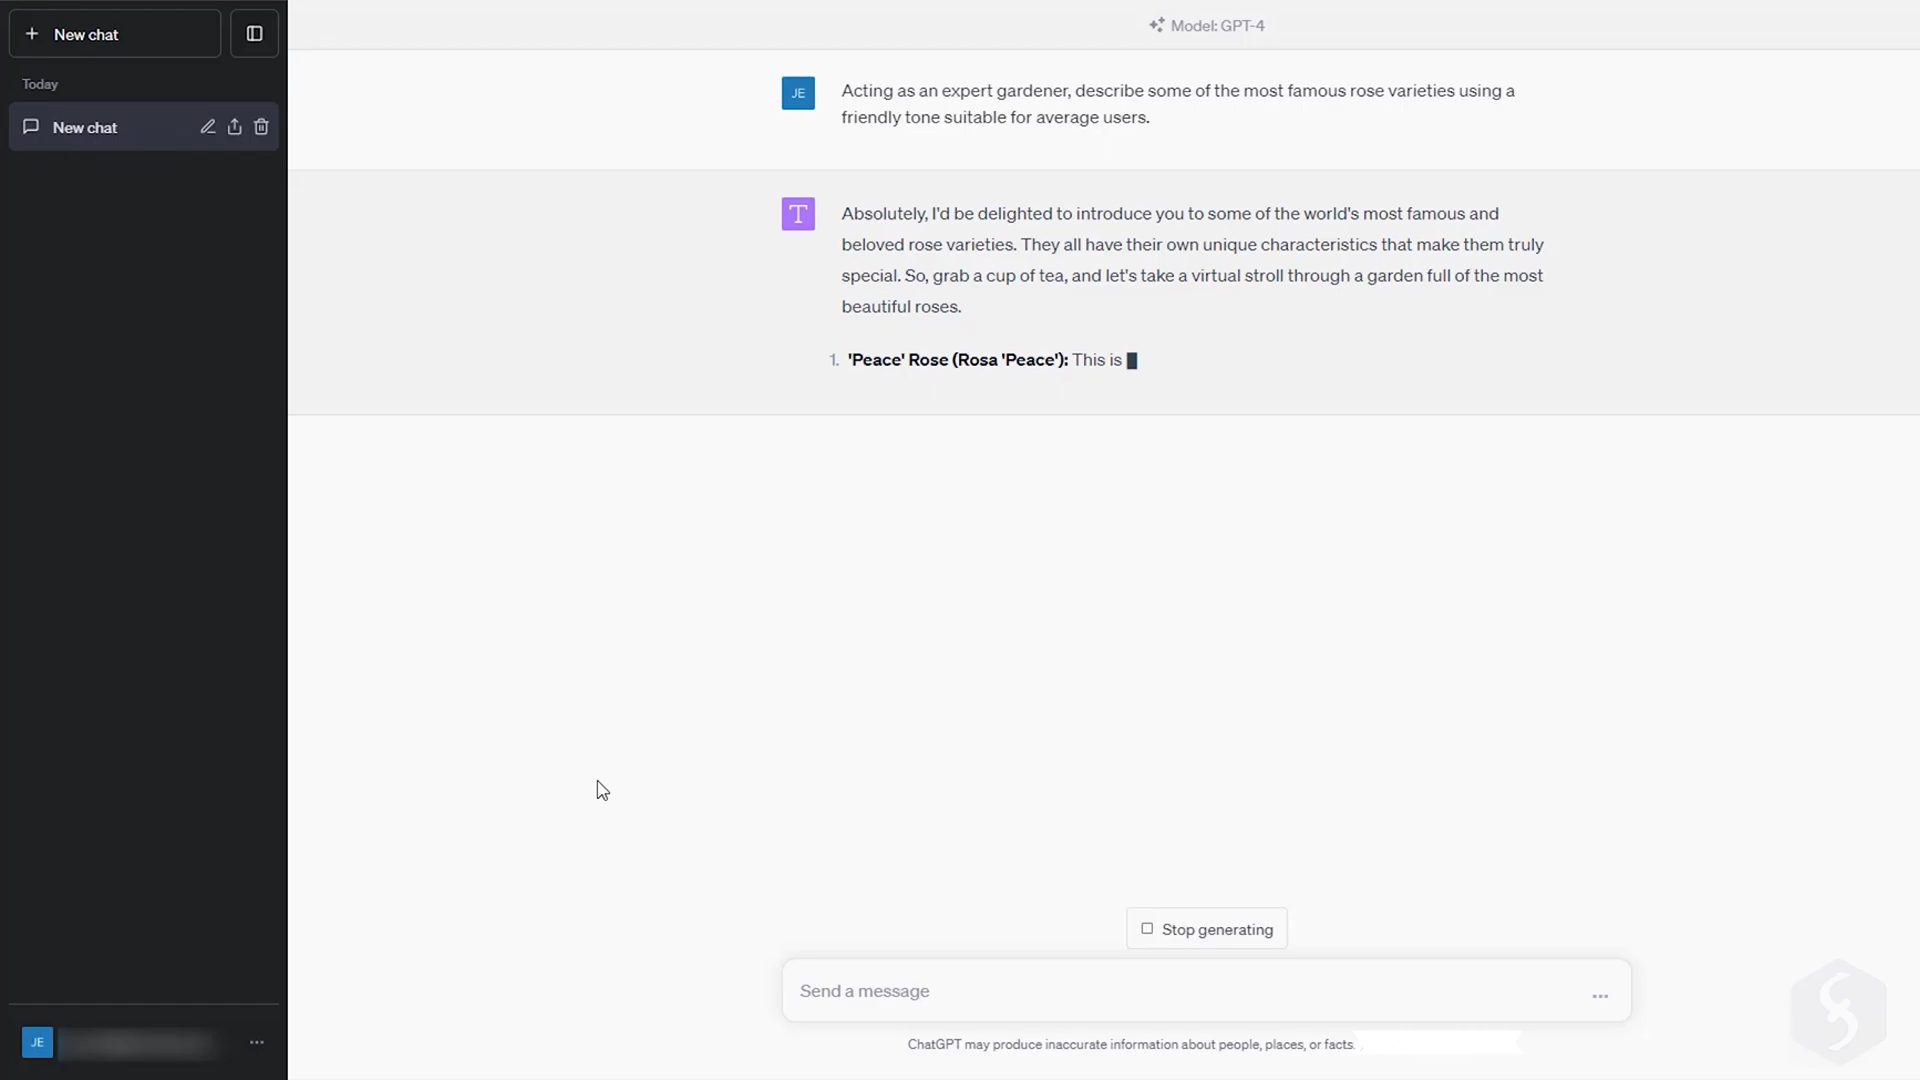 New chat
Today
New chat
JE
Model: GPT-4
JE
Acting as an expert gardener, describe some of the most famous rose varieties using a
friendly tone suitable for average users.
T
Absolutely, I'd be delighted to introduce you to some of the world's most famous and
beloved rose varieties. They all have their own unique characteristics that make them truly
special. So, grab a cup of tea, and let's take a virtual stroll through a garden full of the most
beautiful roses.
1. 'Peace' Rose (Rosa 'Peace'): This is
Stop generating
Send a message
ChatGPT may produce inaccurate information about people, places, or facts.